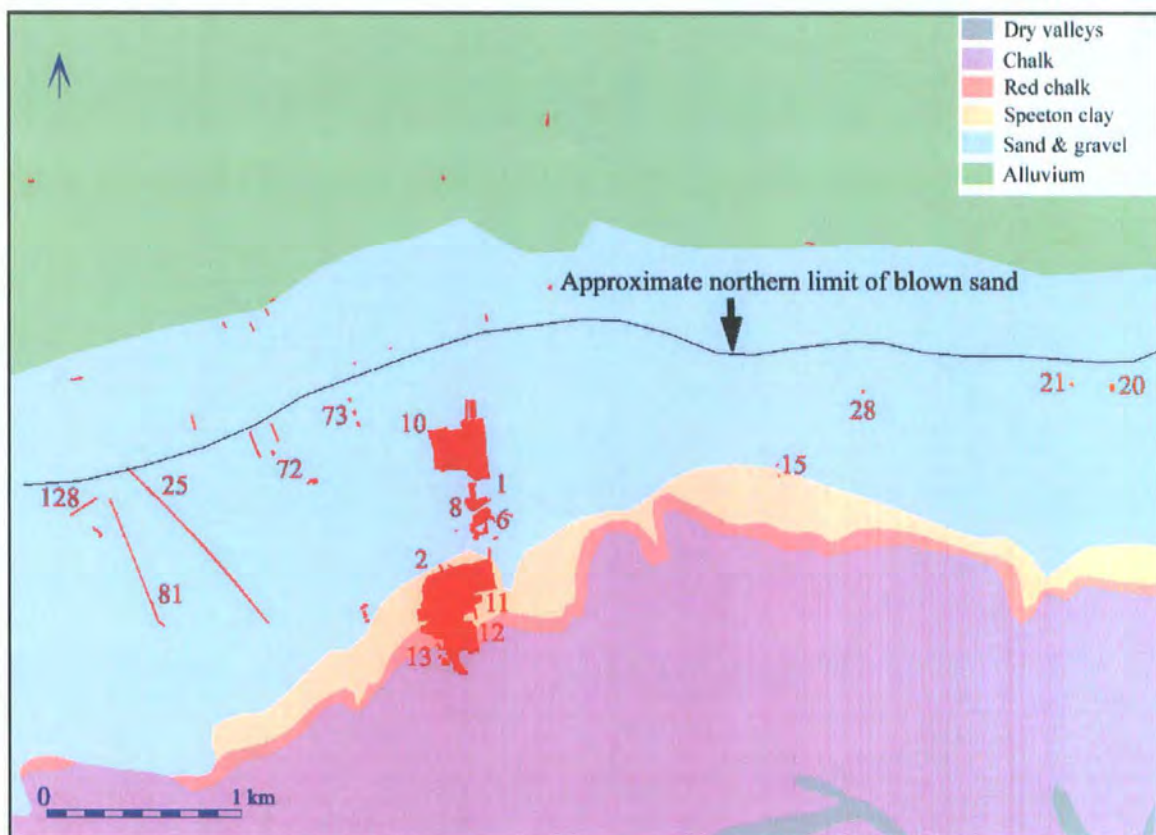 Dry valleys
Chalk
Red chalk
Speeton clay
Sand & gravel
Alluvium
Approximate northern limit of blown sand
21
20
28
73
10
15
72
1
25
128
8
6
2
81
11
12
13
0 1 km